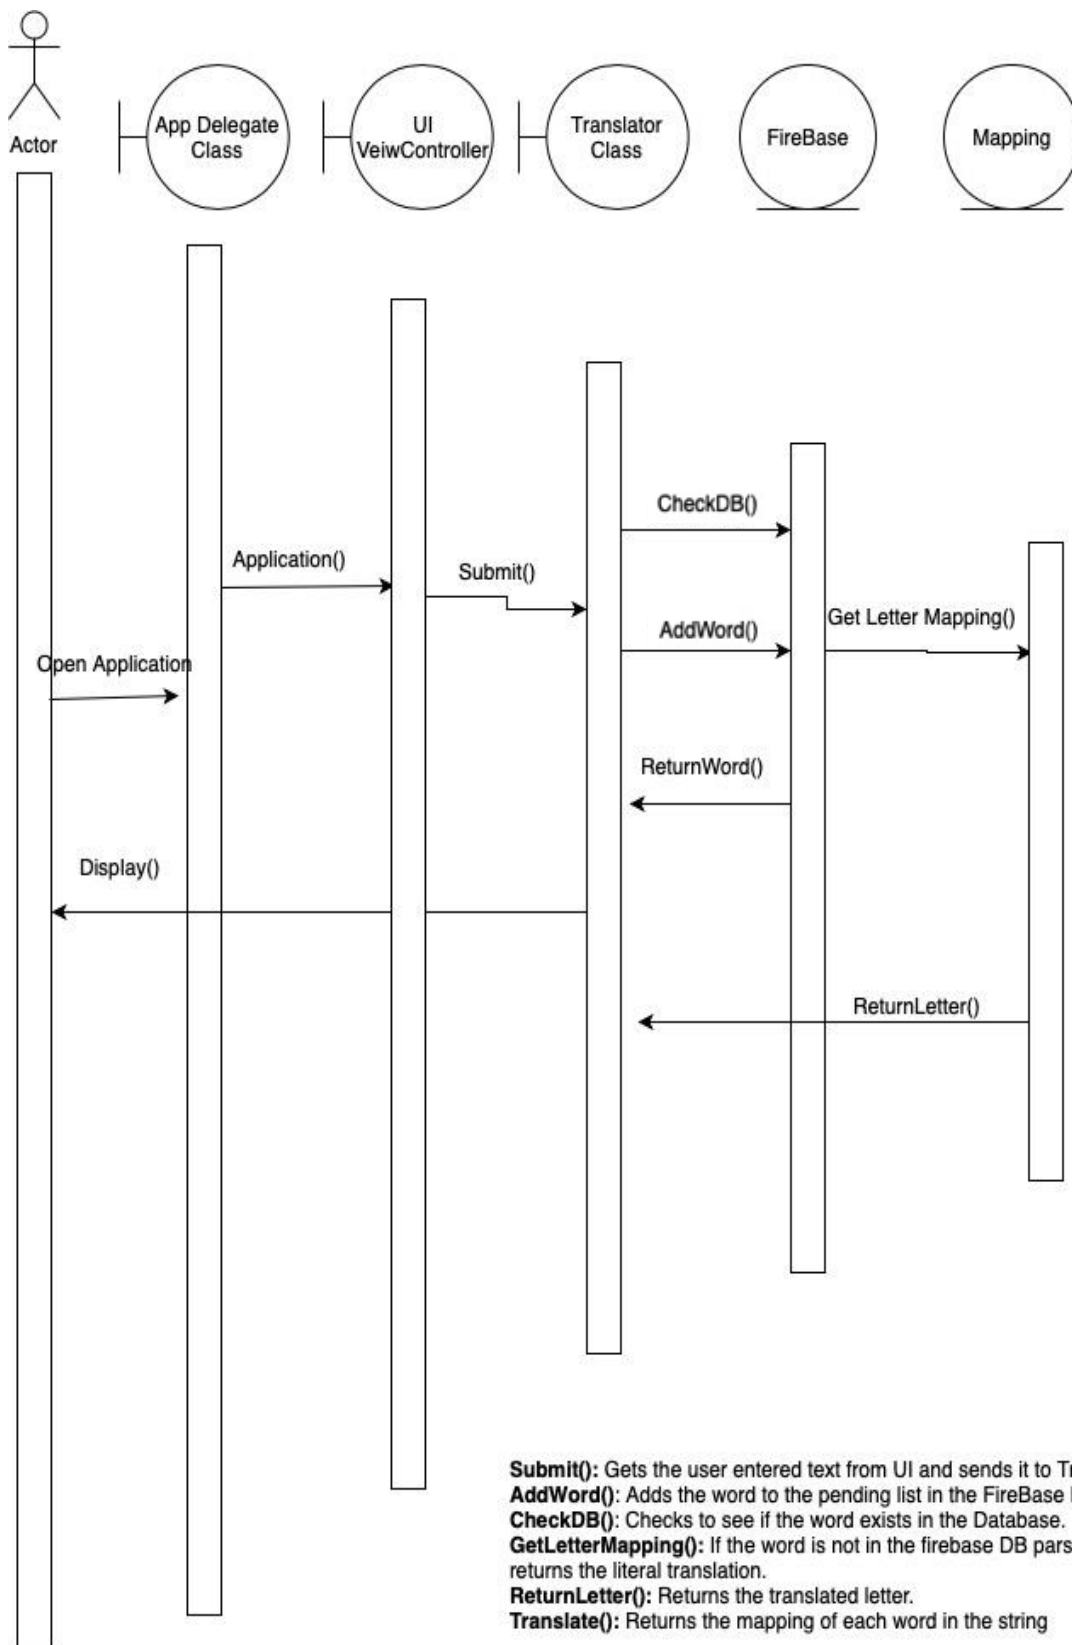 Actor
App Delegate
Class
UI
VeiwController
Translator
Class
FireBase
Mapping
CheckDB()
Application()
Submit()
AddWord()
Get Letter Mapping()
Open Application
ReturnWord()
Display()
ReturnLetter()
Submit(): Gets the user entered text from UI and sends it to
AddWord(): Adds the word to the pending list in the FireBase
CheckDB(): Checks to see if the word exists in the Database.
GetLetterMapping(): If the word is not in the firebase DB
returns the literal translation.
ReturnLetter(): Returns the translated letter.
Translate(): Returns the mapping of each word in the string